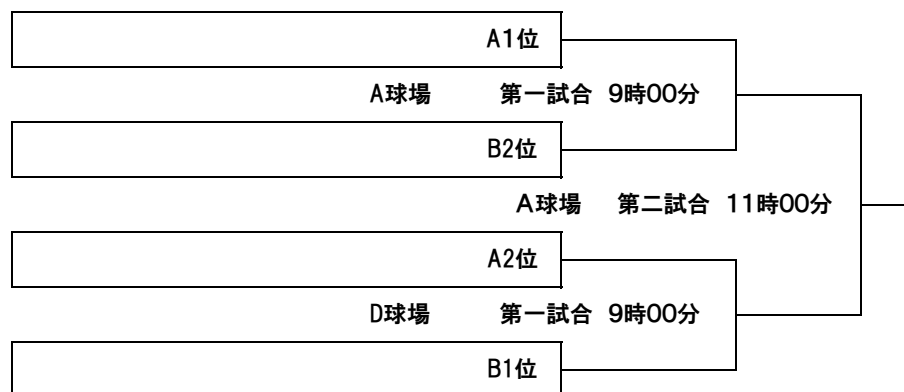 A1位
A球場 第一試合 9時00分
B2位
A球場 第二試合 11時00分
A2位
D球場 第一試合 9時00分
B1位